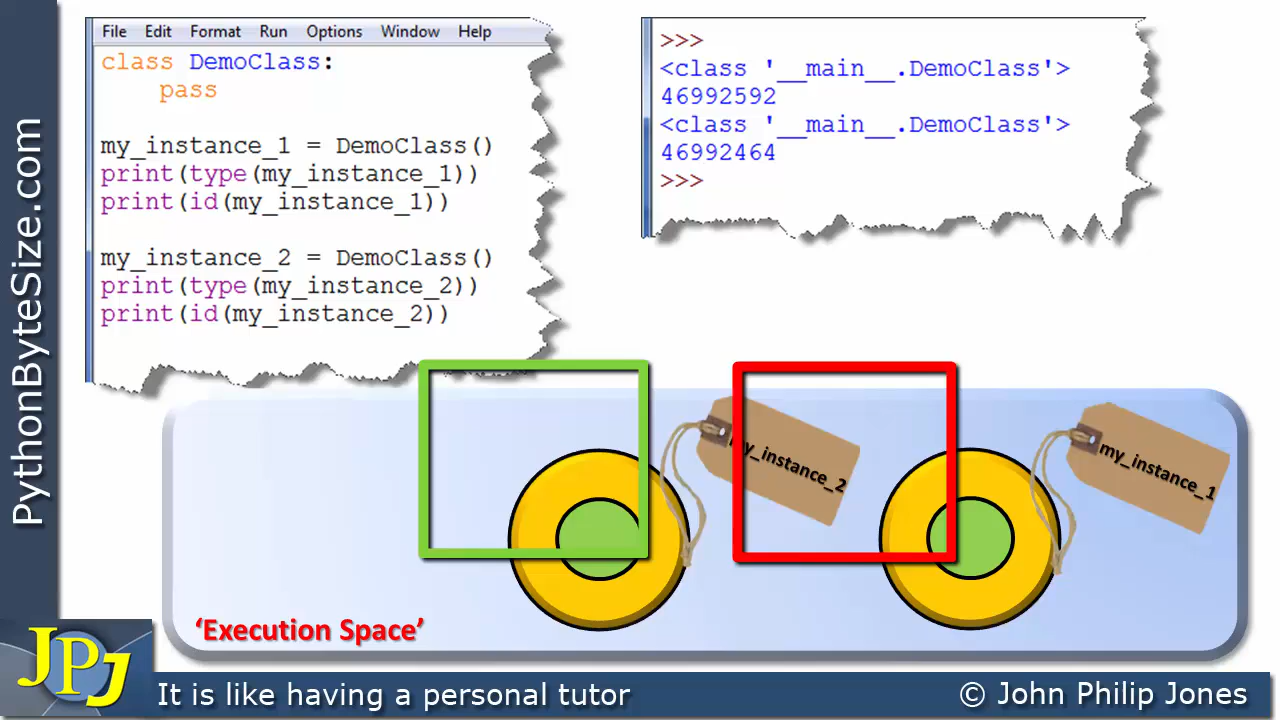 PythonByteSize.com
File Edit Format Run Options Window Help
class DemoClass:
    pass
my_instance_1 = DemoClass()
print(type(my_instance_1))
print(id(my_instance_1))
my_instance_2 = DemoClass()
print(type(my_instance_2))
print(id(my_instance_2))
>>>
<class '__main__.DemoClass'>
46992592
<class '__main__.DemoClass'>
46992464
>>>
my_instance_2
my_instance_1
‘Execution Space’
JPJ
It is like having a personal tutor
© John Philip Jones